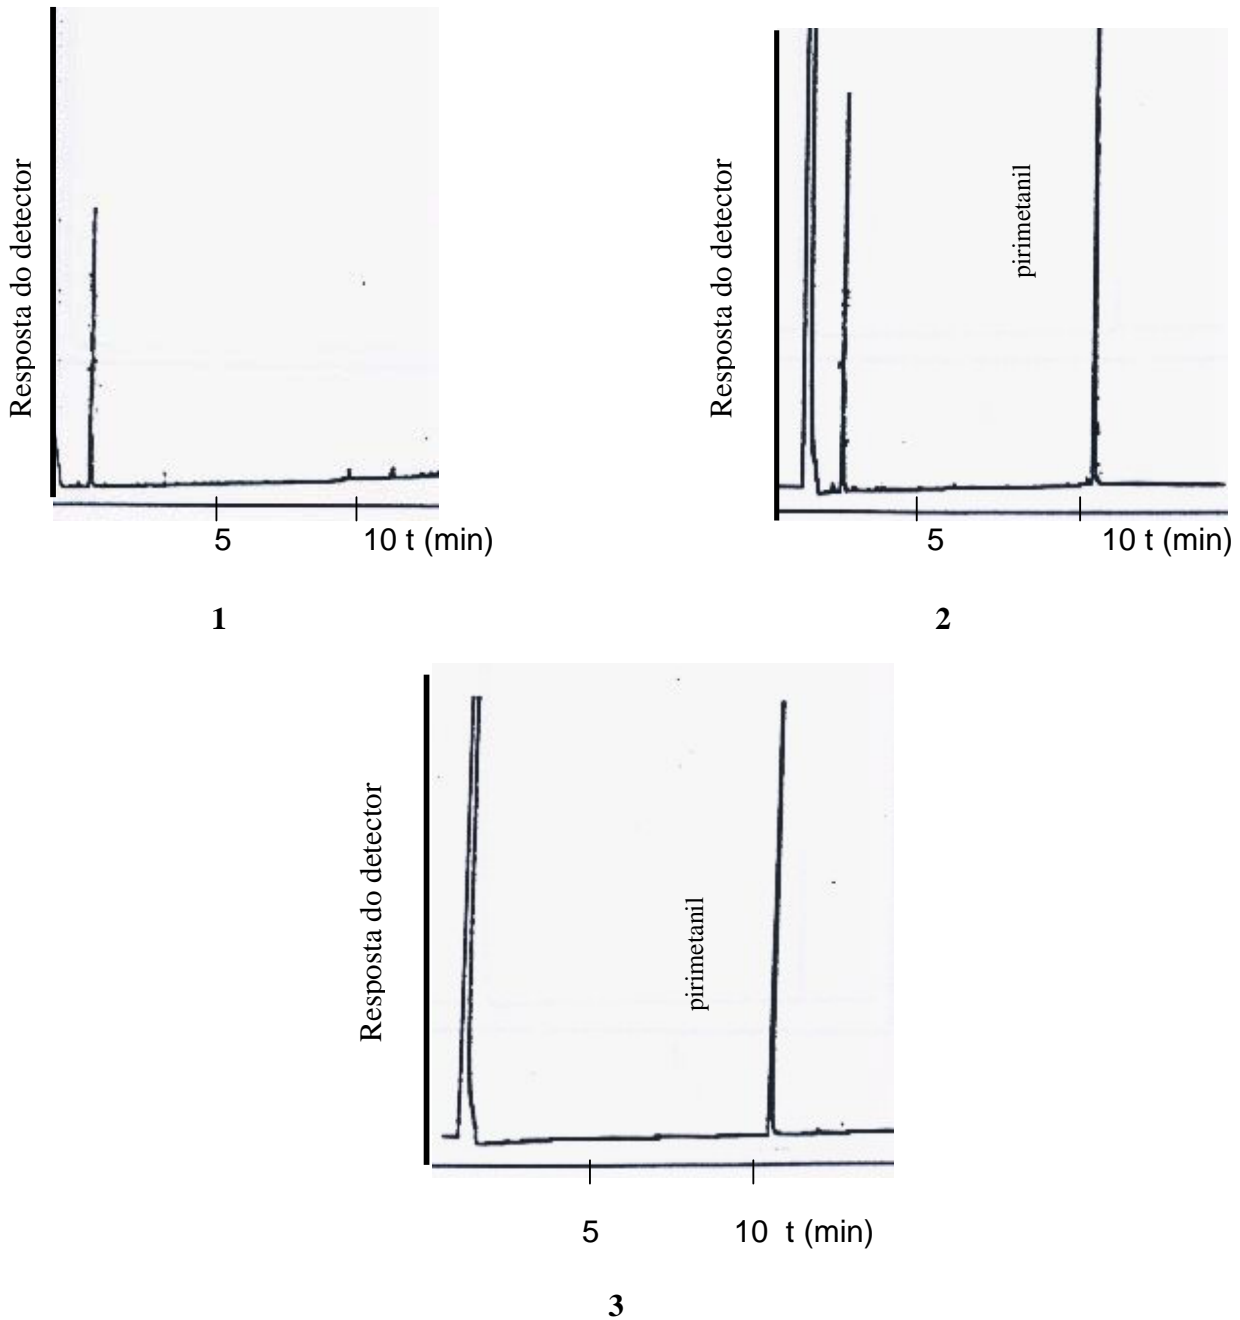 Resposta do detector
5
10 t (min)
1
Resposta do detector
pirimetanil
5
10 t (min)
2
Resposta do detector
pirimetanil
5
10 t (min)
3